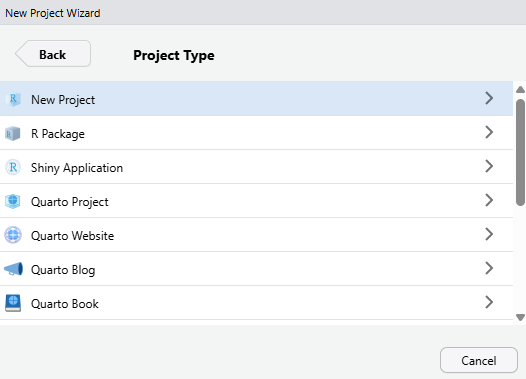 New Project Wizard
Back
Project Type
R New Project
R R Package
R Shiny Application
Quarto Project
Quarto Website
Quarto Blog
Quarto Book
Cancel